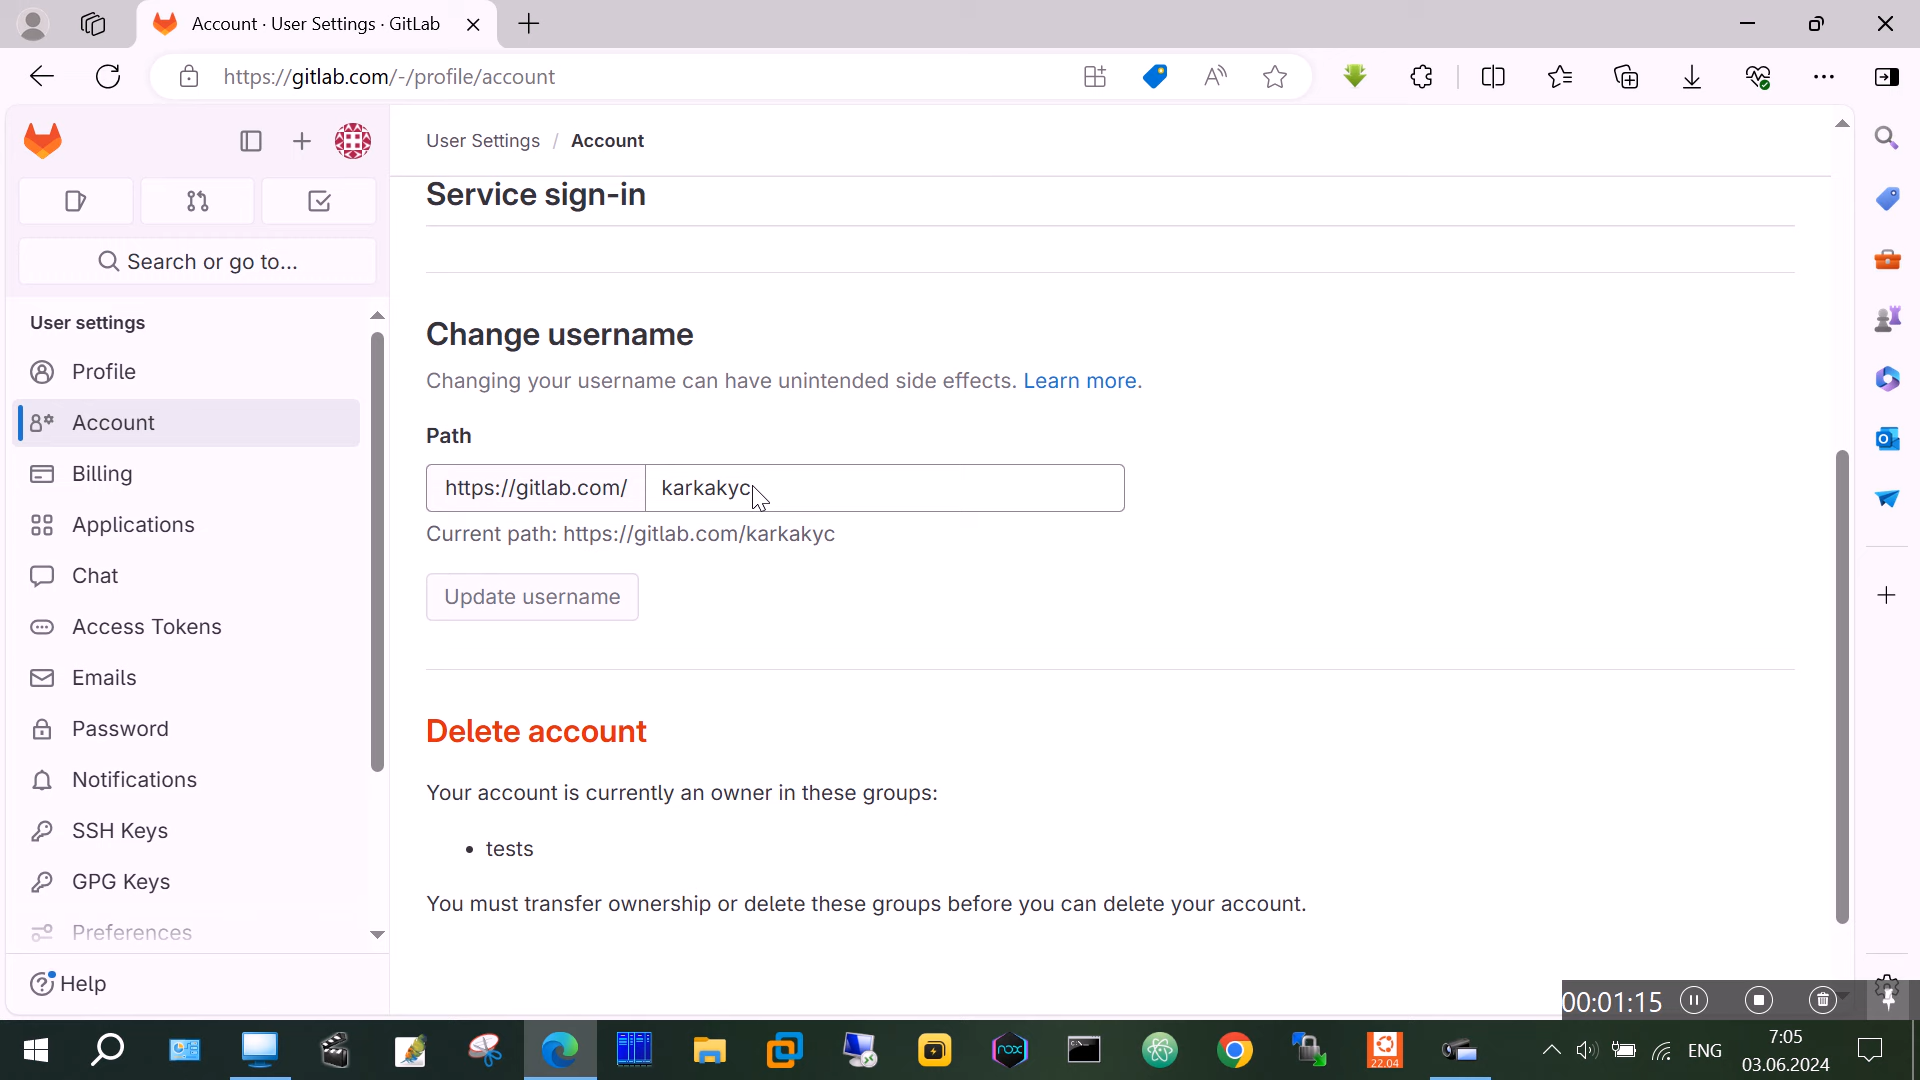 Account · User Settings · GitLab
https://gitlab.com/-/profile/account
User Settings / Account
Search or go to...
User settings
Profile
Account
Billing
Applications
Chat
Access Tokens
Emails
Password
Notifications
SSH Keys
GPG Keys
Preferences
Help
Service sign-in
Change username
Changing your username can have unintended side effects. Learn more.
Path
https://gitlab.com/ karkakyc
Current path: https://gitlab.com/karkakyc
Update username
Delete account
Your account is currently an owner in these groups:
• tests
You must transfer ownership or delete these groups before you can delete your account.
00:01:15
nox
22.04
ENG
7:05
03.06.2024